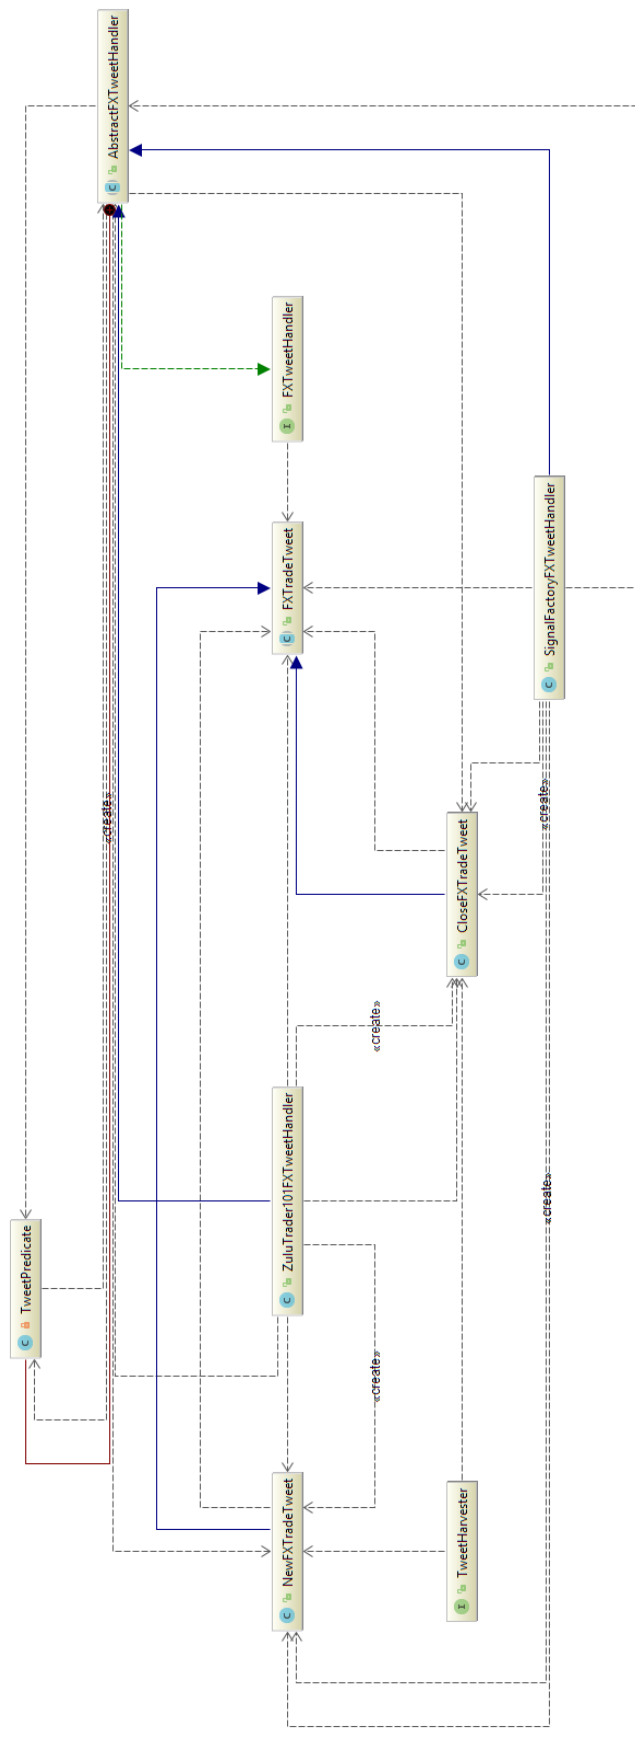 AbstractFXTweetHandler
FXTweetHandler
FXTradeTweet
SignalFactoryFXTweetHandler
«create»
«create»
CloseFXTradeTweet
«create»
ZuluTrader101FXTweetHandler
«create»
TweetPredicate
«create»
NewFXTradeTweet
TweetHarvester